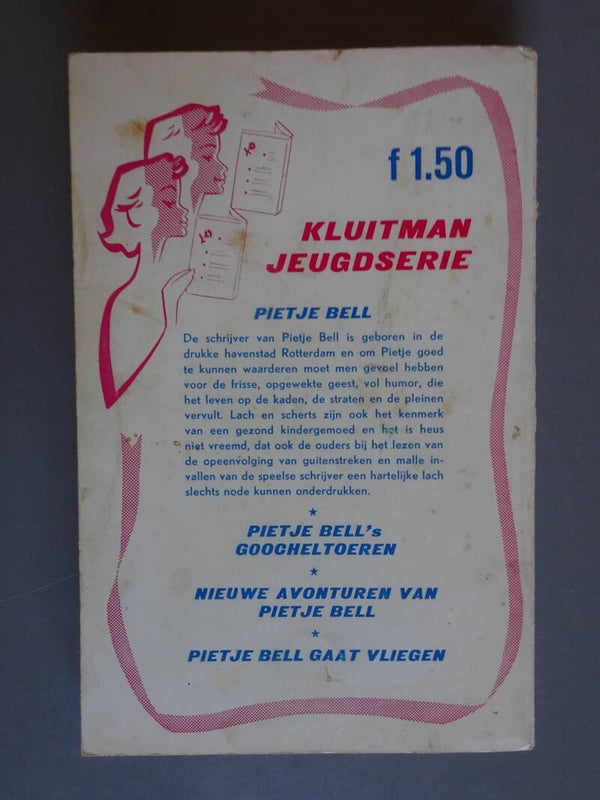 f 1.50
KLUITMAN
JEUGDSERIE
PIETJE BELL
De schrijver van Pietje Bell is geboren in de
drukke havenstad Rotterdam en om Pietje goed
te kunnen waarderen moet men gevoel hebben
voor de frisse, opgewekte geest, vol humor, die
het leven op de kaden, de straten en de pleinen
vervult. Lach en scherts zijn ook het kenmerk
van een gezond kindergemoed en het is heus
niet vreemd, dat ook de ouders bij het lezen van
de opeenvolging van guitenstreken en malle in-
vallen van de speelse schrijver een hartelijke lach
slechts node kunnen onderdrukken.
PIETJE BELL's
GOOCHELTOEREN
NIEUWE AVONTUREN VAN
PIETJE BELL
PIETJE BELL GAAT VLIEGEN